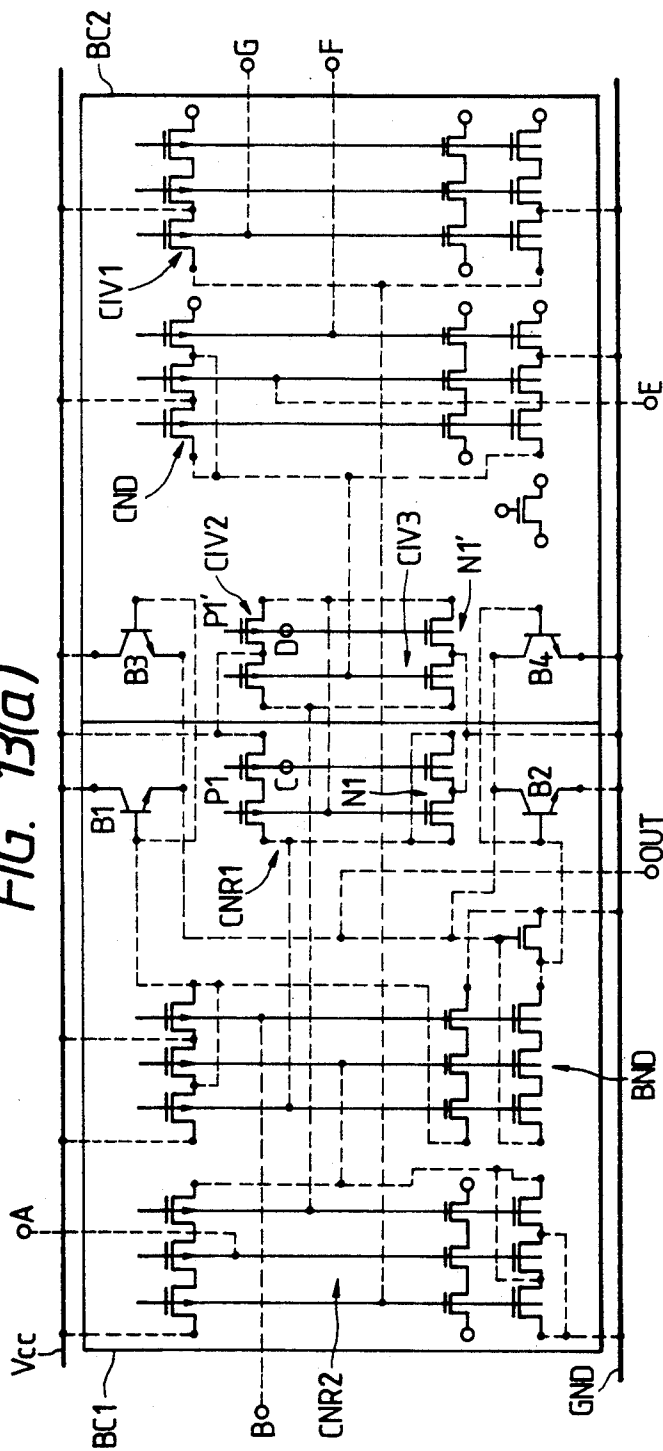 FIG. 13(a)
BC1
BC2
Vcc
A
B
G
F
CIV1
CND
B1
B3
P1
P1'
CIV2
C
D
CNR1
N1
CIV3
N1'
E
B2
B4
OUT
BND
CNR2
GND